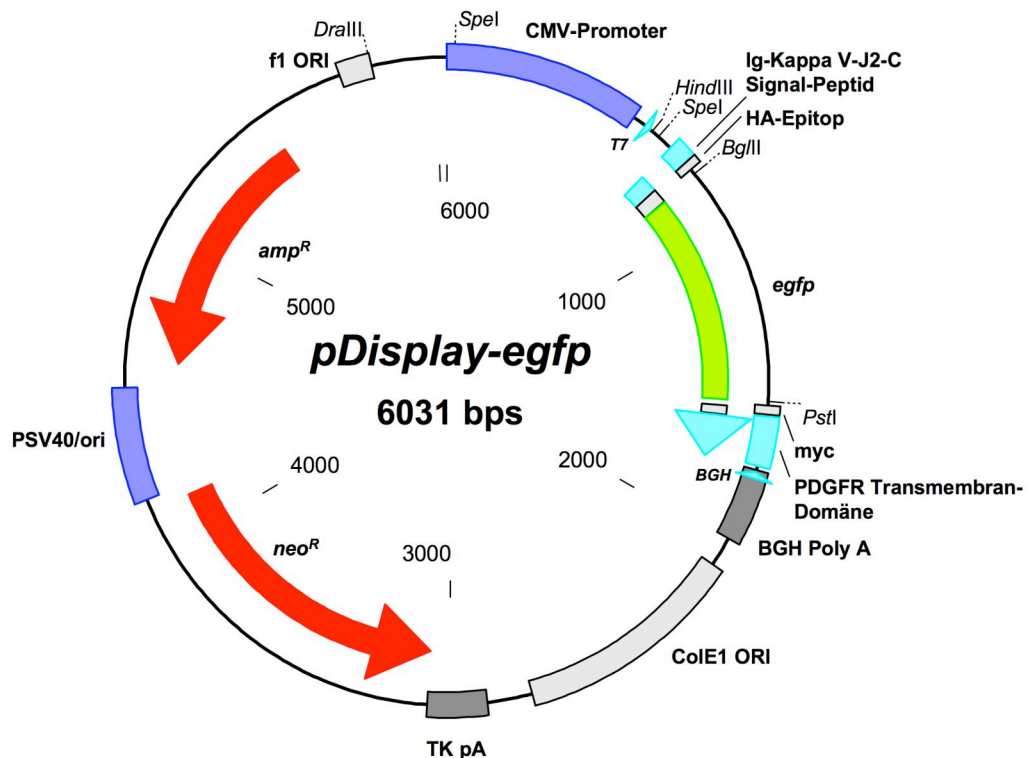 SpeI
CMV-Promoter
DraIII
f1 ORI
Ig-Kappa V-J2-C
Signal-Peptid
HindIII
SpeI
HA-Epitop
T7
BglII
6000
ampR
5000
1000
egfp
pDisplay-egfp
6031 bps
PstI
PSV40/ori
myc
4000
2000
BGH
PDGFR Transmembran-
Domäne
BGH Poly A
neoR
3000
ColE1 ORI
TK pA